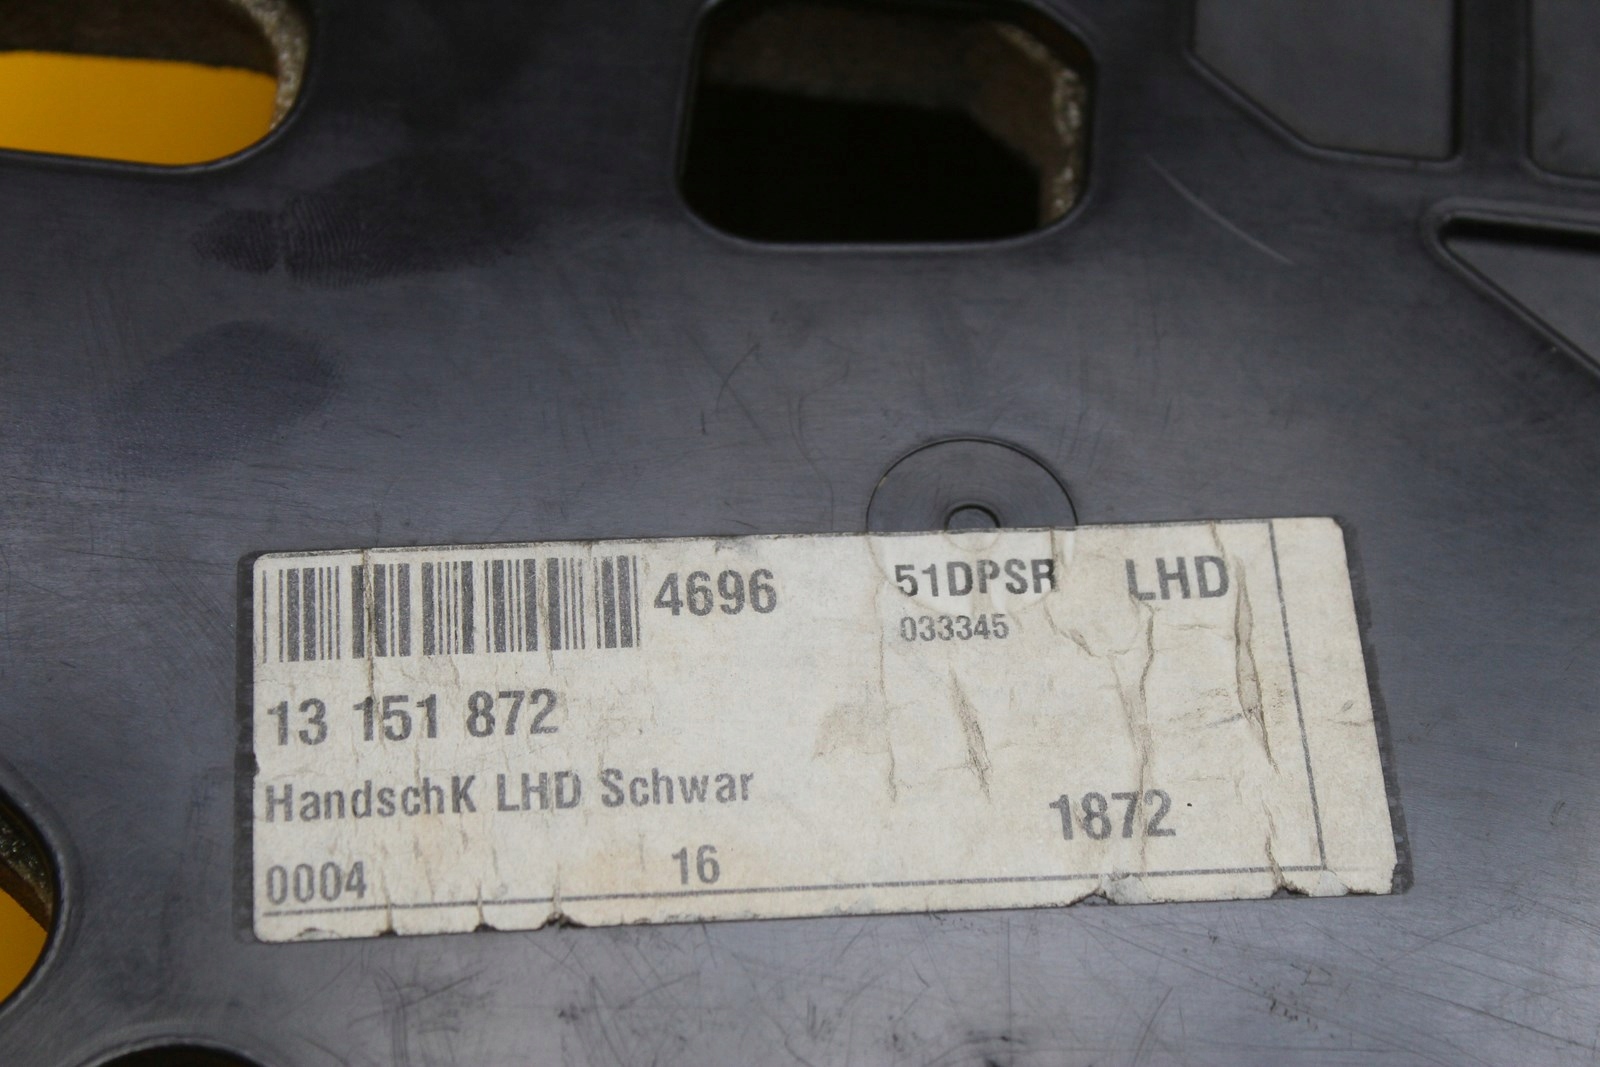 4696 51DPSR LHD
033345
13 151 872
HandschK LHD Schwar
1872
0004 16